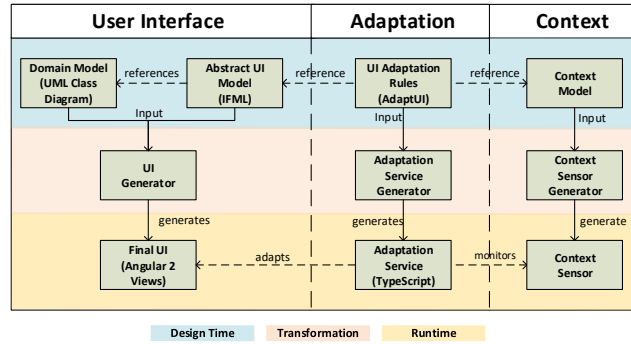 User Interface
Adaptation
Context
Domain Model
(UML Class
Diagram)
references
Abstract UI
Model
(IFML)
reference
UI Adaptation
Rules
(AdaptUI)
reference
Context
Model
Input
Input
Input
UI
Generator
Adaptation
Service
Generator
Context
Sensor
Generator
generates
generates
generate
Final UI
(Angular 2
Views)
adapts
Adaptation
Service
(TypeScript)
monitors
Context
Sensor
Design Time
Transformation
Runtime